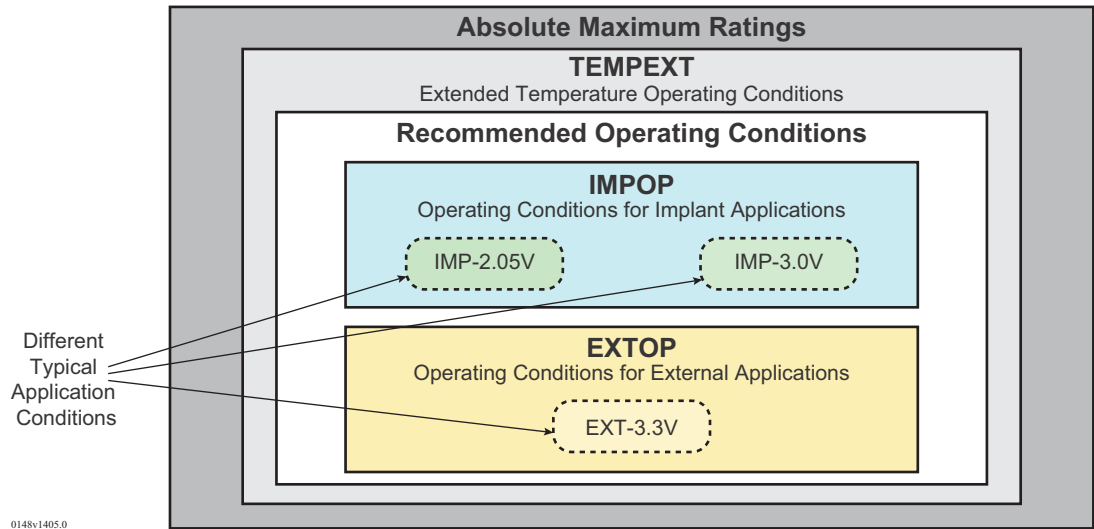 Absolute Maximum Ratings
TEMPEXT
Extended Temperature Operating Conditions
Recommended Operating Conditions
IMPOP
Operating Conditions for Implant Applications
IMP-2.05V
IMP-3.0V
Different
Typical
Application
Conditions
EXTOP
Operating Conditions for External Applications
EXT-3.3V
0148v1405.0